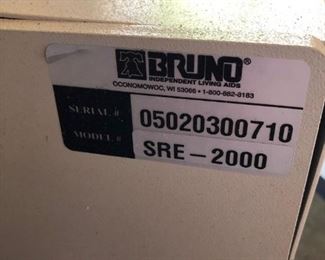 BRUNO®
INDEPENDENT LIVING AIDS
OCONOMOWOC, WI 53066 • 1-800-882-8183
SERIAL # 05020300710
MODEL # SRE-2000